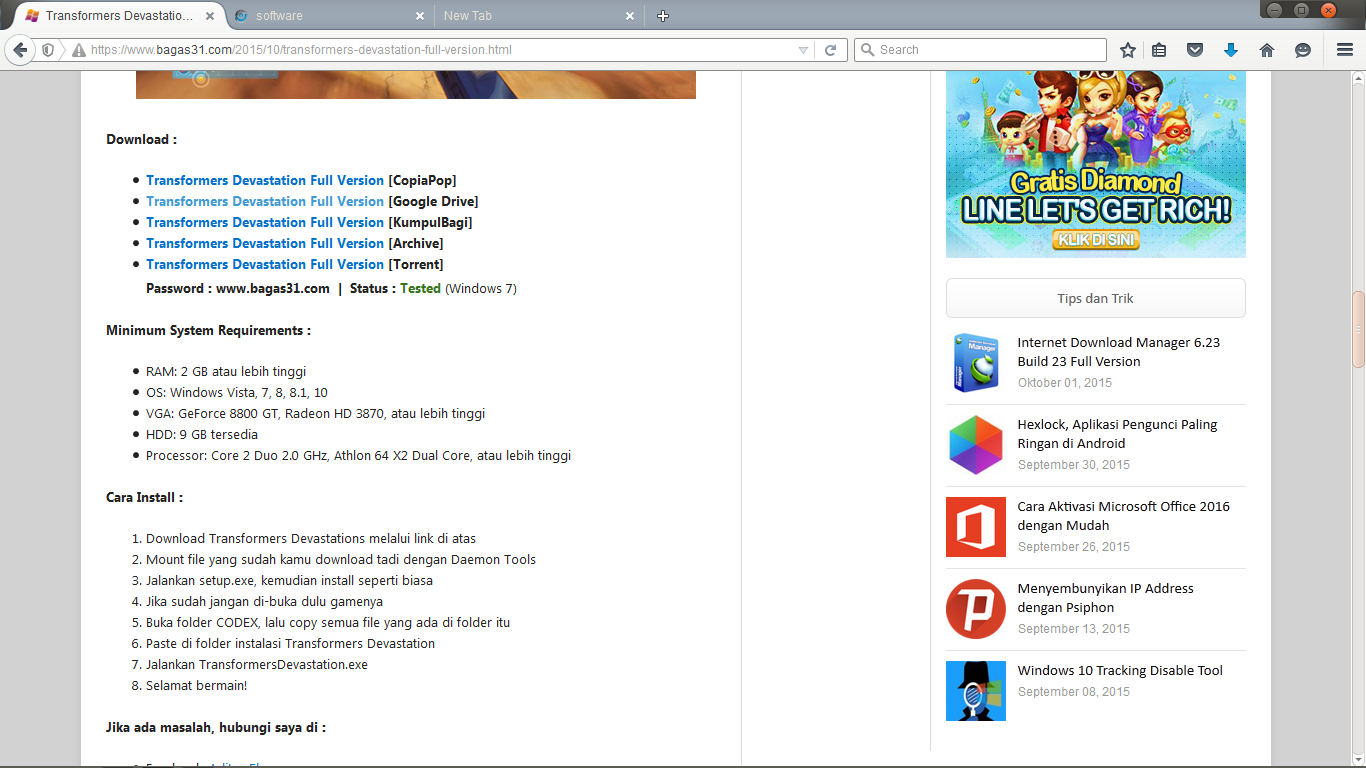 Transformers Devastatio...
software
New Tab
https://www.bagas31.com/2015/10/transformers-devastation-full-version.html
Search
Download :
Transformers Devastation Full Version [CopiaPop]
Transformers Devastation Full Version [Google Drive]
Transformers Devastation Full Version [KumpulBagi]
Transformers Devastation Full Version [Archive]
Transformers Devastation Full Version [Torrent]
Password : www.bagas31.com | Status : Tested (Windows 7)
Minimum System Requirements :
RAM: 2 GB atau lebih tinggi
OS: Windows Vista, 7, 8, 8.1, 10
VGA: GeForce 8800 GT, Radeon HD 3870, atau lebih tinggi
HDD: 9 GB tersedia
Processor: Core 2 Duo 2.0 GHz, Athlon 64 X2 Dual Core, atau lebih tinggi
Cara Install :
1. Download Transformers Devastations melalui link di atas
2. Mount file yang sudah kamu download tadi dengan Daemon Tools
3. Jalankan setup.exe, kemudian install seperti biasa
4. Jika sudah jangan di-buka dulu gamenya
5. Buka folder CODEX, lalu copy semua file yang ada di folder itu
6. Paste di folder instalasi Transformers Devastation
7. Jalankan TransformersDevastation.exe
8. Selamat bermain!
Jika ada masalah, hubungi saya di :
Gratis Diamond
LINE LET'S GET RICH!
KLIK DI SINI
Tips dan Trik
Internet Download Manager 6.23
Build 23 Full Version
Oktober 01, 2015
Hexlock, Aplikasi Pengunci Paling
Ringan di Android
September 30, 2015
Cara Aktivasi Microsoft Office 2016
dengan Mudah
September 26, 2015
Menyembunyikan IP Address
dengan Psiphon
September 13, 2015
Windows 10 Tracking Disable Tool
September 08, 2015